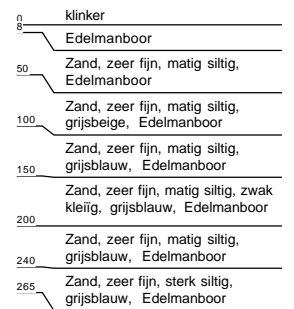 0 klinker
8
Edelmanboor
50 Zand, zeer fijn, matig siltig,
Edelmanboor
Zand, zeer fijn, matig siltig,
100 grijsbeige, Edelmanboor
Zand, zeer fijn, matig siltig,
grijsblauw, Edelmanboor
150
Zand, zeer fijn, matig siltig, zwak
kleiïg, grijsblauw, Edelmanboor
200
Zand, zeer fijn, matig siltig,
grijsblauw, Edelmanboor
240
Zand, zeer fijn, sterk siltig,
265 grijsblauw, Edelmanboor